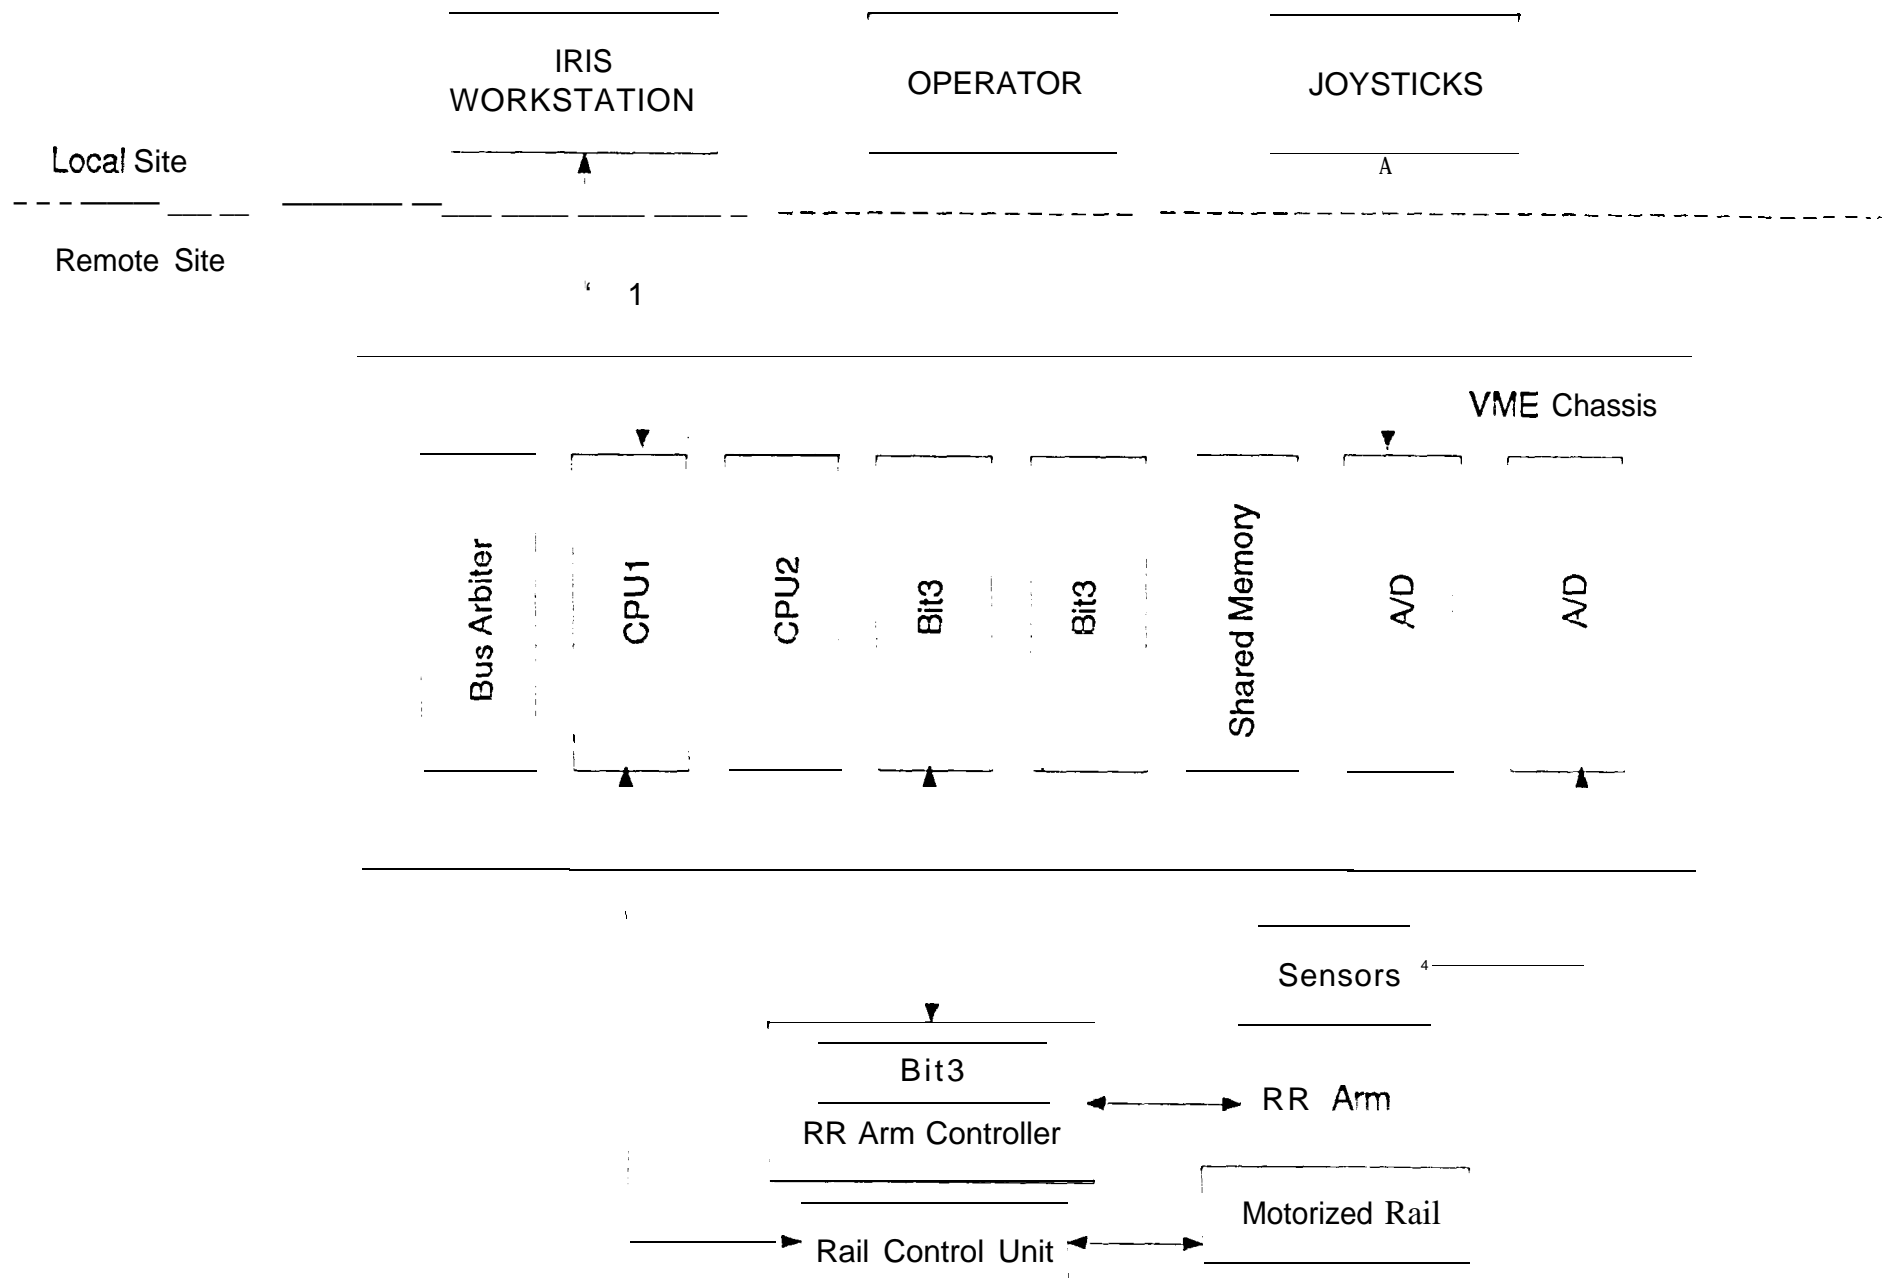 IRIS
WORKSTATION
OPERATOR
JOYSTICKS
Local Site
A
Remote Site
‘ 1
VME Chassis
Bus Arbiter
CPU1
CPU2
Bit3
Bit3
Shared Memory
A/D
A/D
Sensors 4
Bit3
RR Arm
RR Arm Controller
Motorized Rail
Rail Control Unit